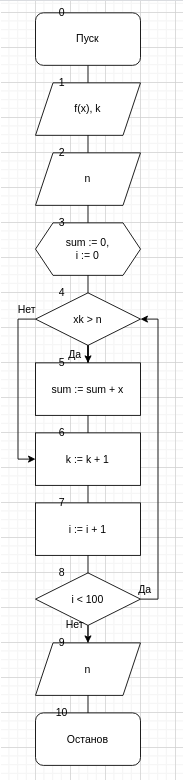 0
Пуск
1
f(x), k
2
n
3
sum := 0,
i := 0
4
Нет
xk > n
Да
5
sum := sum + x
6
k := k + 1
7
i := i + 1
8
Да
i < 100
Нет
9
n
10
Останов